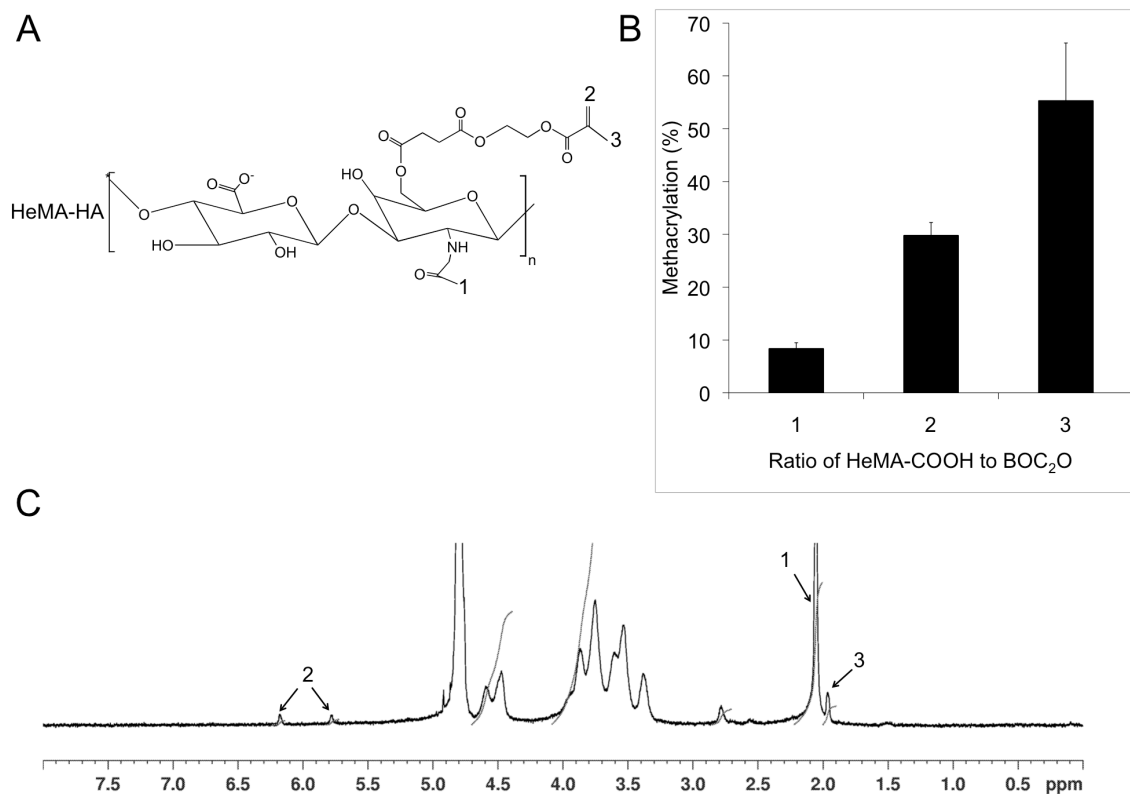 A
2
3
O
O
O
O
O
O
O
HO
O
O-
O
O
O
HeMA-HA
*
O
HO
OH
NH
O
1
n
B
70
60
50
40
30
20
10
0
Methacrylation (%)
1 2 3
Ratio of HeMA-COOH to BOC₂O
C
1
2
3
7.5 7.0 6.5 6.0 5.5 5.0 4.5 4.0 3.5 3.0 2.5 2.0 1.5 1.0 0.5 ppm